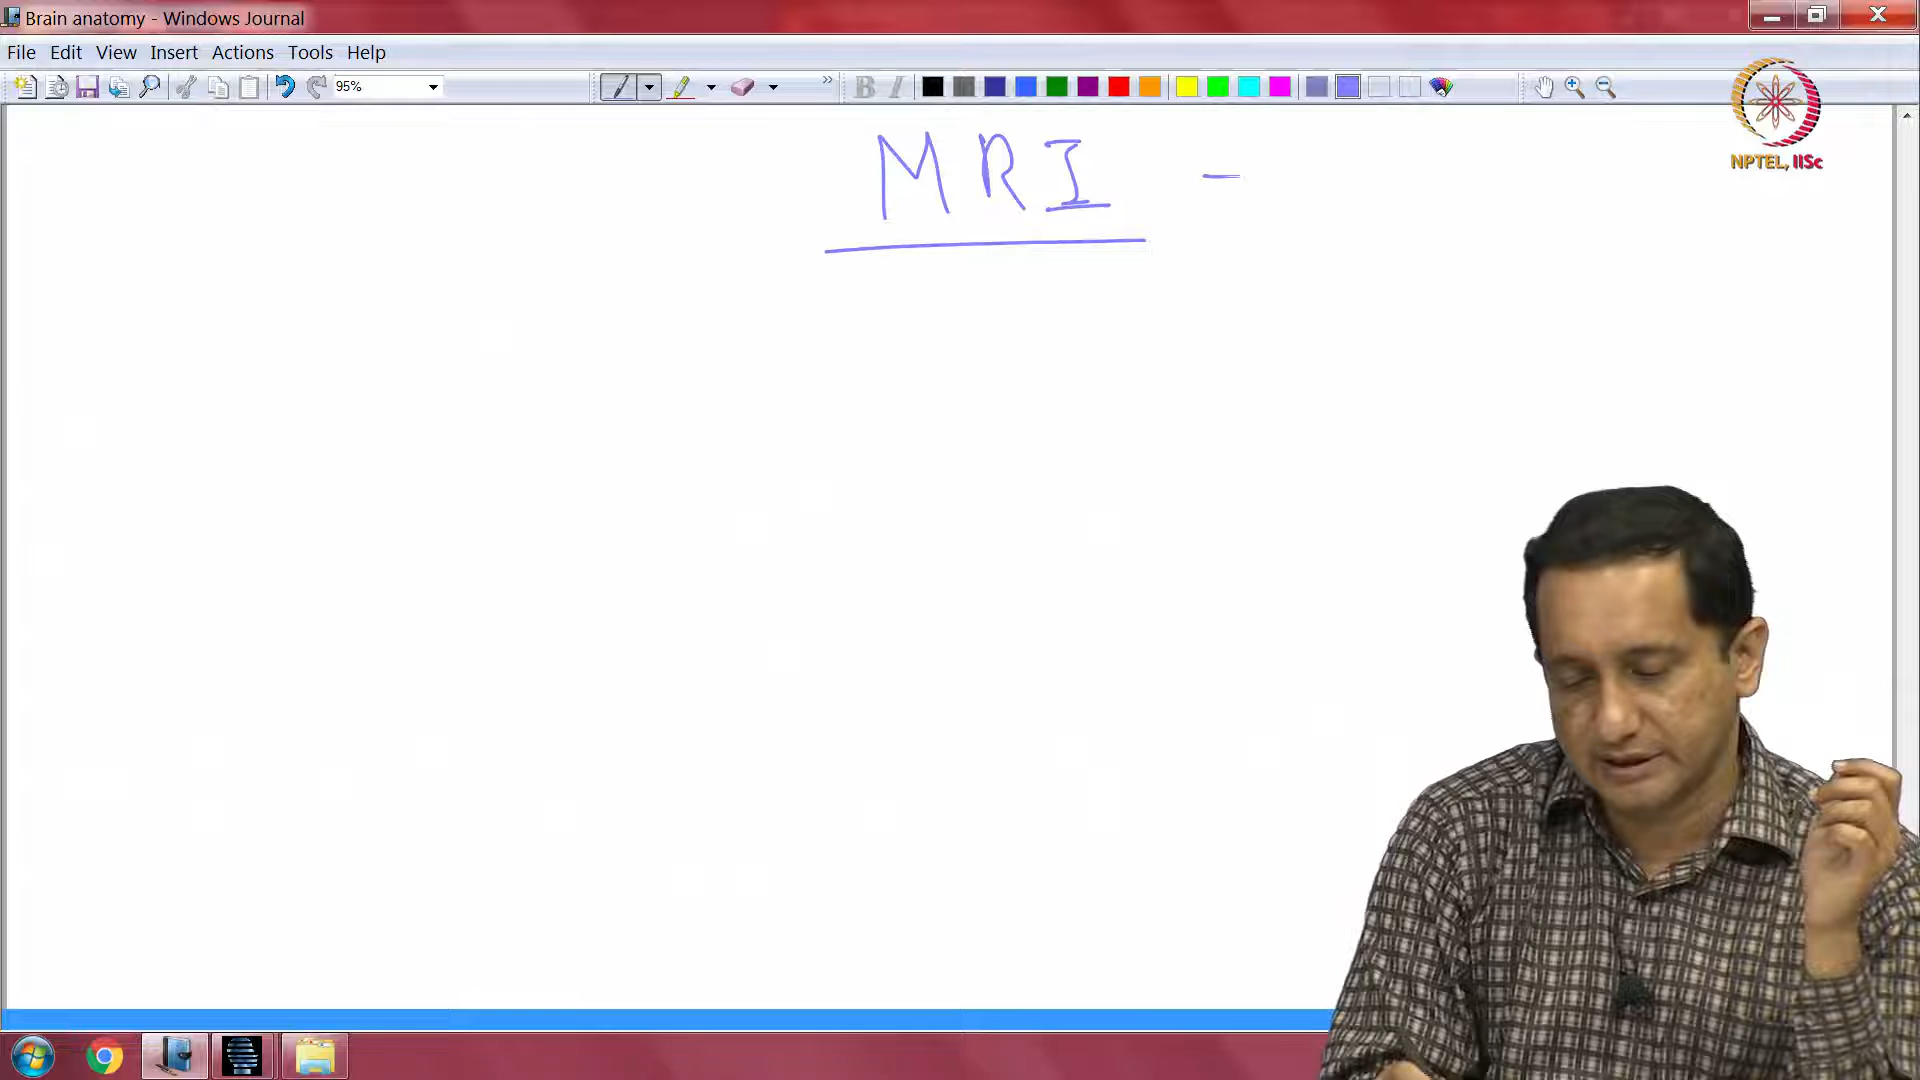 Brain anatomy - Windows Journal
File Edit View Insert Actions Tools Help
95%
B I
NPTEL, IISc
MRI -